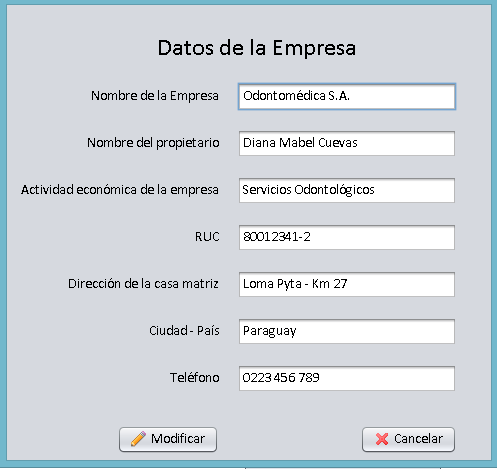 Datos de la Empresa
Nombre de la Empresa Odontomédica S.A.
Nombre del propietario Diana Mabel Cuevas
Actividad económica de la empresa Servicios Odontológicos
RUC 80012341-2
Dirección de la casa matriz Loma Pyta - Km 27
Ciudad - País Paraguay
Teléfono 0223 456 789
Modificar Cancelar